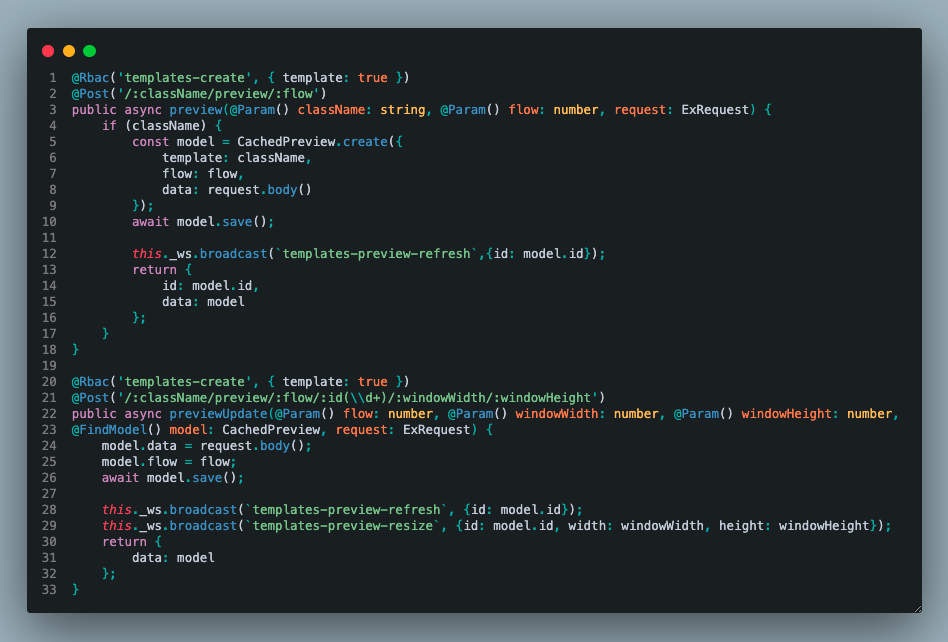 1 @Rbac('templates-create', { template: true })
2 @Post('/:className/preview/:flow')
3 public async preview(@Param() className: string, @Param() flow: number, request: ExRequest) {
4     if (className) {
5         const model = CachedPreview.create({
6             template: className,
7             flow: flow,
8             data: request.body()
9         });
10         await model.save();
11
12         this._ws.broadcast(`templates-preview-refresh`,{id: model.id});
13         return {
14             id: model.id,
15             data: model
16         };
17     }
18 }
19
20 @Rbac('templates-create', { template: true })
21 @Post('/:className/preview/:flow/:id(\\d+)/:windowWidth/:windowHeight')
22 public async previewUpdate(@Param() flow: number, @Param() windowWidth: number, @Param() windowHeight: number,
23 @FindModel() model: CachedPreview, request: ExRequest) {
24     model.data = request.body();
25     model.flow = flow;
26     await model.save();
27
28     this._ws.broadcast(`templates-preview-refresh`, {id: model.id});
29     this._ws.broadcast(`templates-preview-resize`, {id: model.id, width: windowWidth, height: windowHeight});
30     return {
31         data: model
32     };
33 }